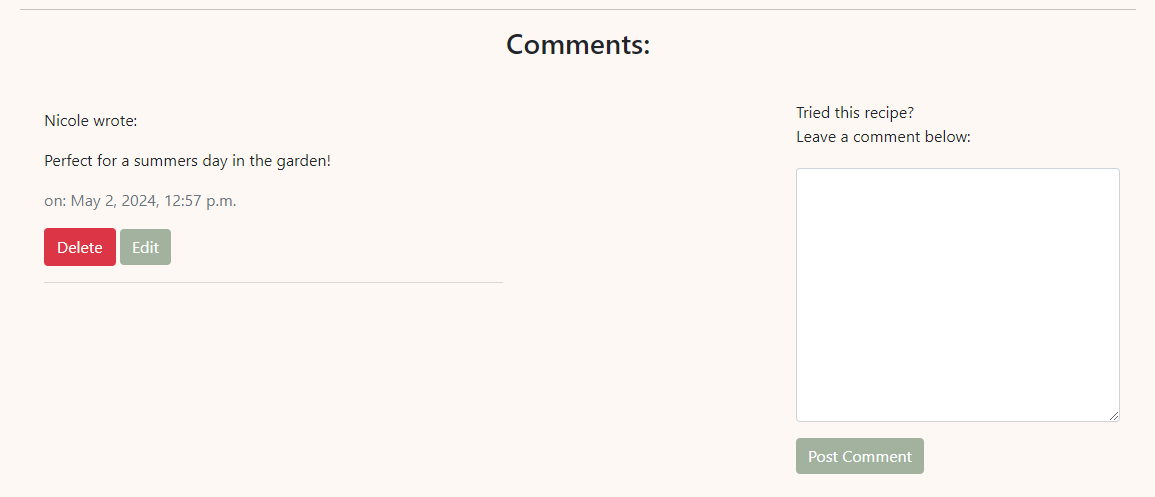 Comments:
Nicole wrote:
Perfect for a summers day in the garden!
on: May 2, 2024, 12:57 p.m.
Delete Edit
Tried this recipe?
Leave a comment below:
Post Comment